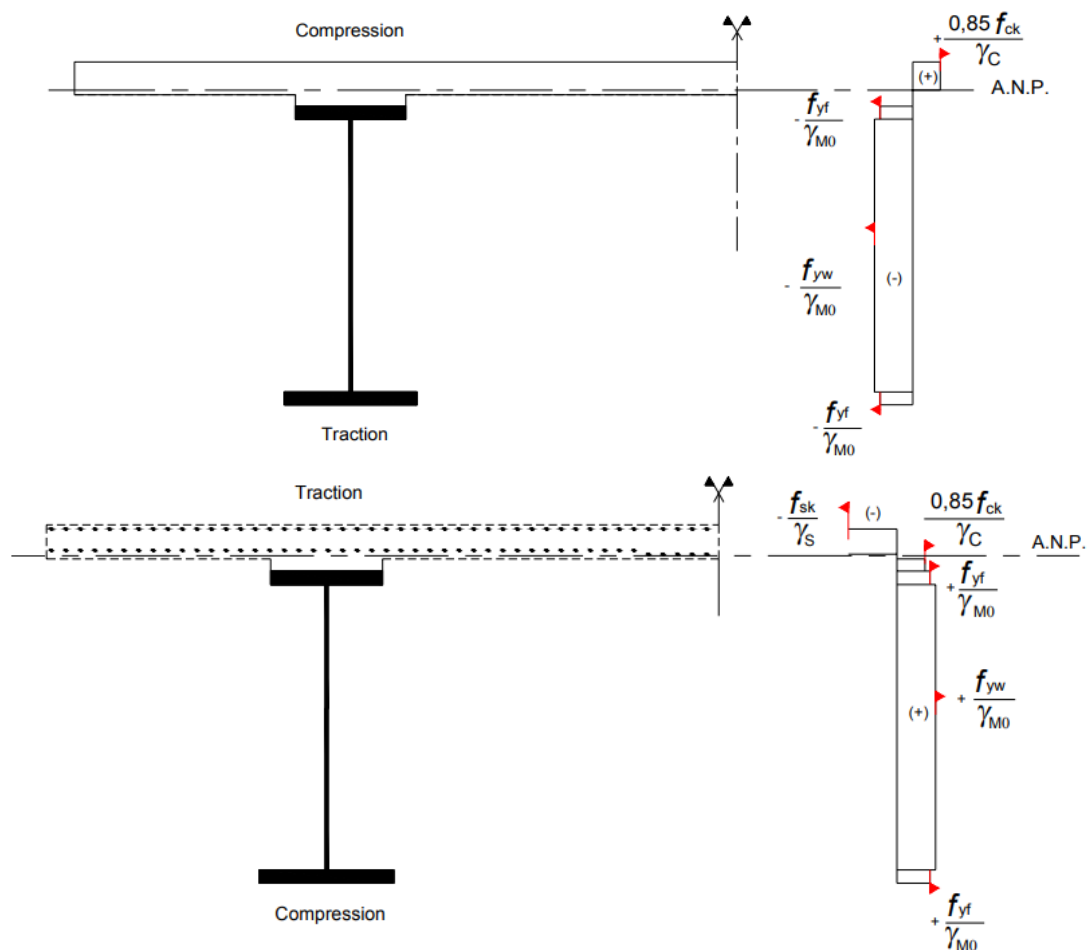 Compression
+ 0,85 fck / γC
(+)
A.N.P.
- fyf / γM0
- fyw / γM0
(-)
- fyf / γM0
Traction
Traction
- fsk / γS
(-)
0,85 fck / γC
A.N.P.
+ fyf / γM0
+ fyw / γM0
(+)
Compression
+ fyf / γM0